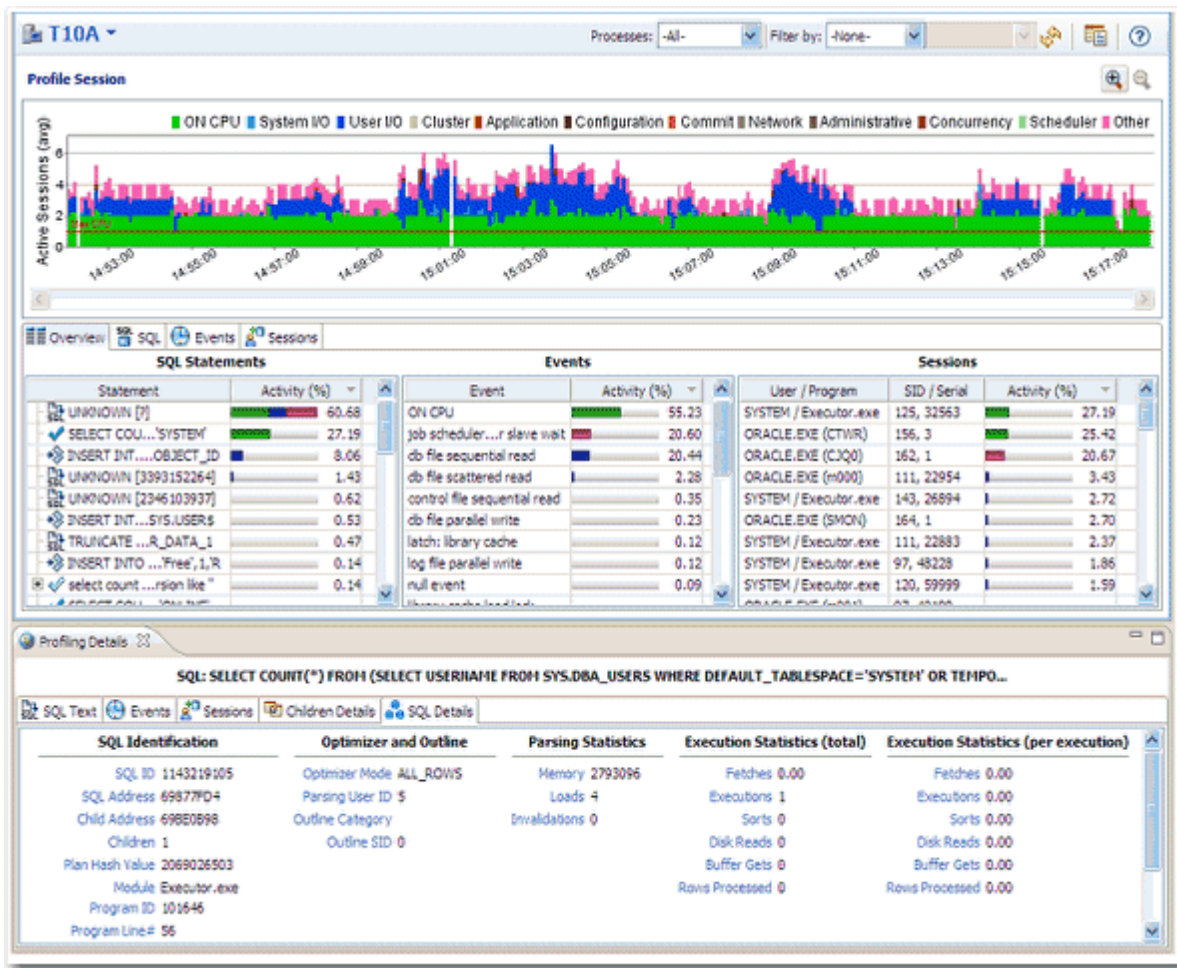 T10A
Processes: -All- Filter by: -None-
Profile Session
ON CPU System I/O User I/O Cluster Application Configuration Commit Network Administrative Concurrency Scheduler Other
Active Sessions (avg)
6
4
2
0
14:53:00 14:55:00 14:57:00 14:59:00 15:01:00 15:03:00 15:05:00 15:07:00 15:09:00 15:11:00 15:13:00 15:15:00 15:17:00
Overview SQL Events Sessions
SQL Statements Events Sessions
Statement Activity (%) Event Activity (%) User / Program SID / Serial Activity (%)
UNKNOWN [?] 60.68 ON CPU 55.23 SYSTEM / Executor.exe 125, 32563 27.19
SELECT COU...'SYSTEM' 27.19 job scheduler...r slave wait 20.60 ORACLE.EXE (CTWR) 156, 3 25.42
INSERT INT....OBJECT_ID 8.06 db file sequential read 20.44 ORACLE.EXE (CJQ0) 162, 1 20.67
UNKNOWN [3393152264] 1.43 db file scattered read 2.28 ORACLE.EXE (m000) 111, 22954 3.43
UNKNOWN [2346103937] 0.62 control file sequential read 0.35 SYSTEM / Executor.exe 143, 26894 2.72
INSERT INT...SYS.USER$ 0.53 db file parallel write 0.23 ORACLE.EXE (SMON) 164, 1 2.70
TRUNCATE ...R_DATA_1 0.47 latch: library cache 0.12 SYSTEM / Executor.exe 111, 22883 2.37
INSERT INTO ...'Free',1,'R 0.14 log file parallel write 0.12 SYSTEM / Executor.exe 97, 48228 1.86
select count ...rsion like " 0.14 null event 0.09 SYSTEM / Executor.exe 120, 59999 1.59
Profiling Details
SQL: SELECT COUNT(*) FROM (SELECT USERNAME FROM SYS.DBA_USERS WHERE DEFAULT_TABLESPACE='SYSTEM' OR TEMPO...
SQL Text Events Sessions Children Details SQL Details
SQL Identification Optimizer and Outline Parsing Statistics Execution Statistics (total) Execution Statistics (per execution)
SQL ID 1143219105 Optimizer Mode ALL_ROWS Memory 2793096 Fetches 0.00 Fetches 0.00
SQL Address 69877FD4 Parsing User ID 5 Loads 4 Executions 1 Executions 0.00
Child Address 698E0B98 Outline Category Invalidations 0 Sorts 0 Sorts 0.00
Children 1 Outline SID 0 Disk Reads 0 Disk Reads 0.00
Plan Hash Value 2069026503 Buffer Gets 0 Buffer Gets 0.00
Module Executor.exe Rows Processed 0 Rows Processed 0.00
Program ID 101646
Program Line# 56